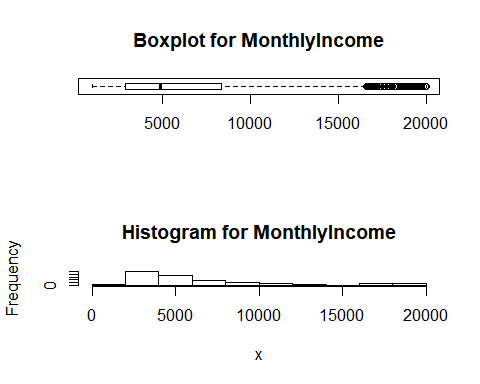 Boxplot for MonthlyIncome
5000 10000 15000 20000
Histogram for MonthlyIncome
Frequency
0
0 5000 10000 15000 20000
x